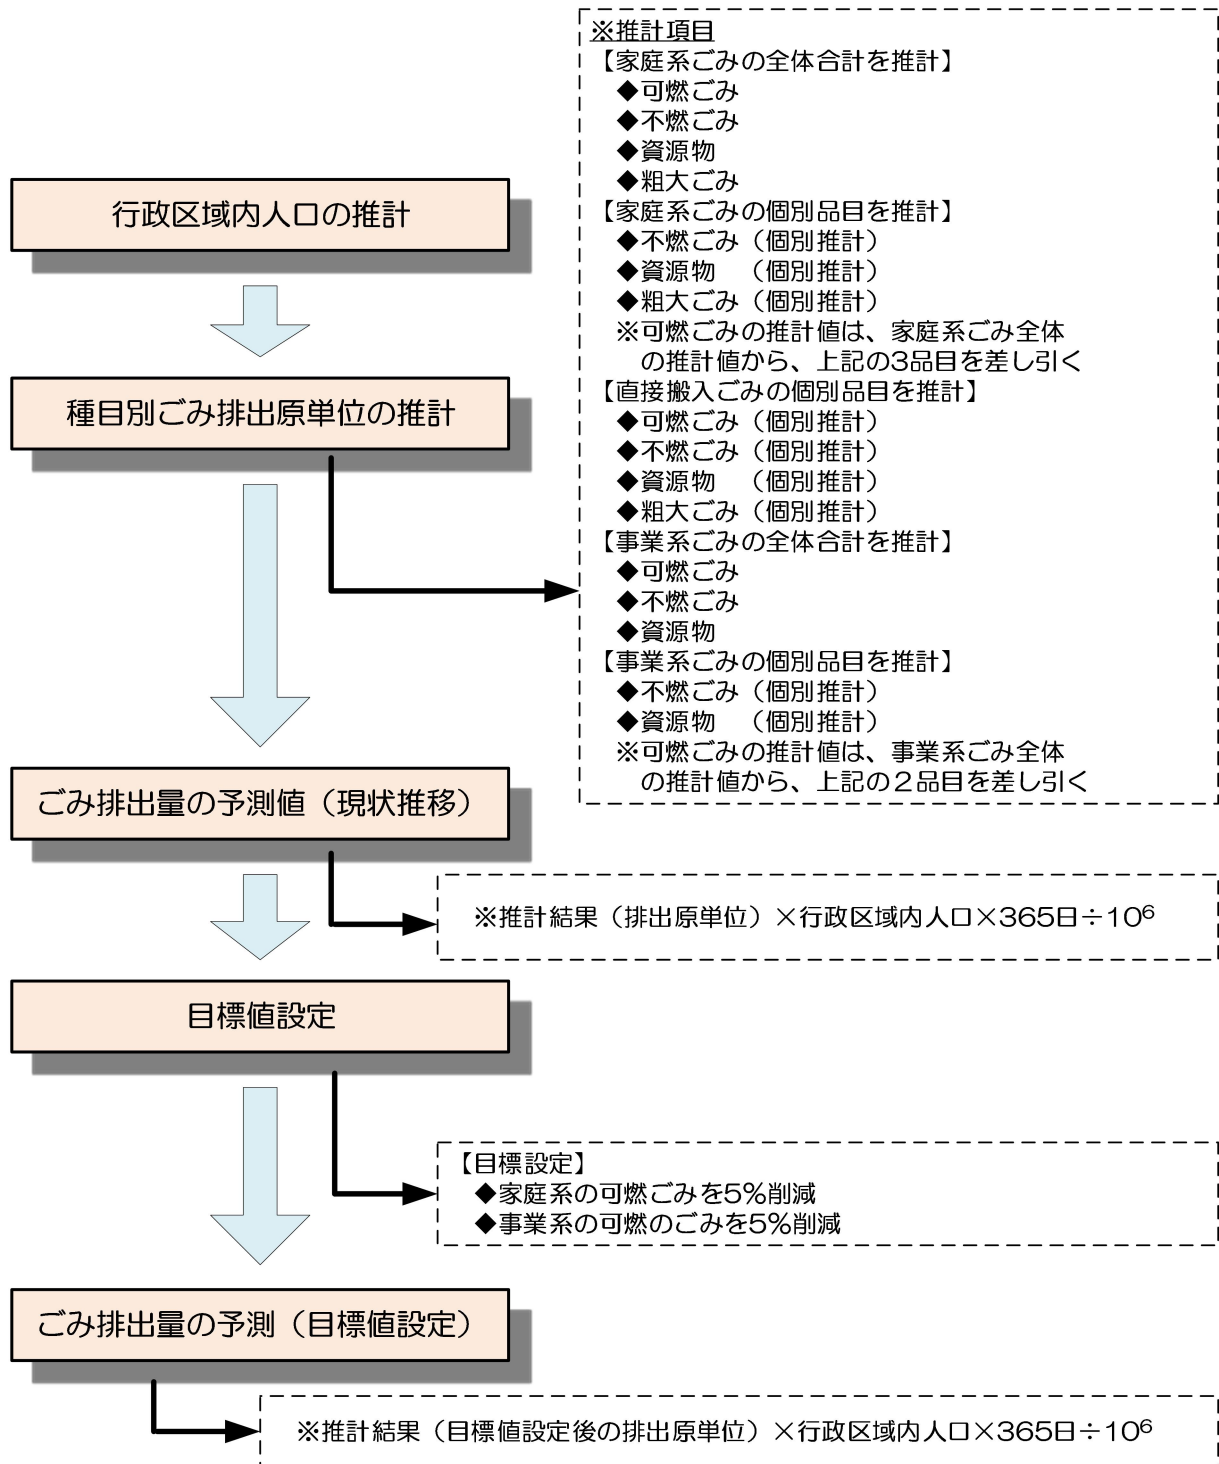 ※推計項目
【家庭系ごみの全体合計を推計】
◆可燃ごみ
◆不燃ごみ
◆資源物
◆粗大ごみ
【家庭系ごみの個別品目を推計】
◆不燃ごみ（個別推計）
◆資源物　（個別推計）
◆粗大ごみ（個別推計）
※可燃ごみの推計値は、家庭系ごみ全体
の推計値から、上記の3品目を差し引く
【直接搬入ごみの個別品目を推計】
◆可燃ごみ（個別推計）
◆不燃ごみ（個別推計）
◆資源物　（個別推計）
◆粗大ごみ（個別推計）
【事業系ごみの全体合計を推計】
◆可燃ごみ
◆不燃ごみ
◆資源物
【事業系ごみの個別品目を推計】
◆不燃ごみ（個別推計）
◆資源物　（個別推計）
※可燃ごみの推計値は、事業系ごみ全体
の推計値から、上記の２品目を差し引く
行政区域内人口の推計
種目別ごみ排出原単位の推計
ごみ排出量の予測値（現状推移）
※推計結果（排出原単位）×行政区域内人口×365日÷10⁶
目標値設定
【目標設定】
◆家庭系の可燃ごみを5%削減
◆事業系の可燃のごみを5%削減
ごみ排出量の予測（目標値設定）
※推計結果（目標値設定後の排出原単位）×行政区域内人口×365日÷10⁶